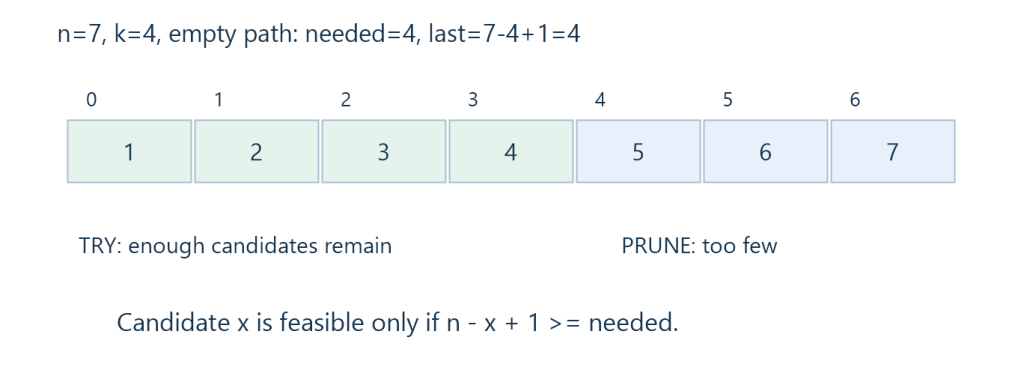 n=7, k=4, empty path: needed=4, last=7-4+1=4
0 1 2 3 4 5 6
1 2 3 4 5 6 7
TRY: enough candidates remain PRUNE: too few
Candidate x is feasible only if n - x + 1 >= needed.